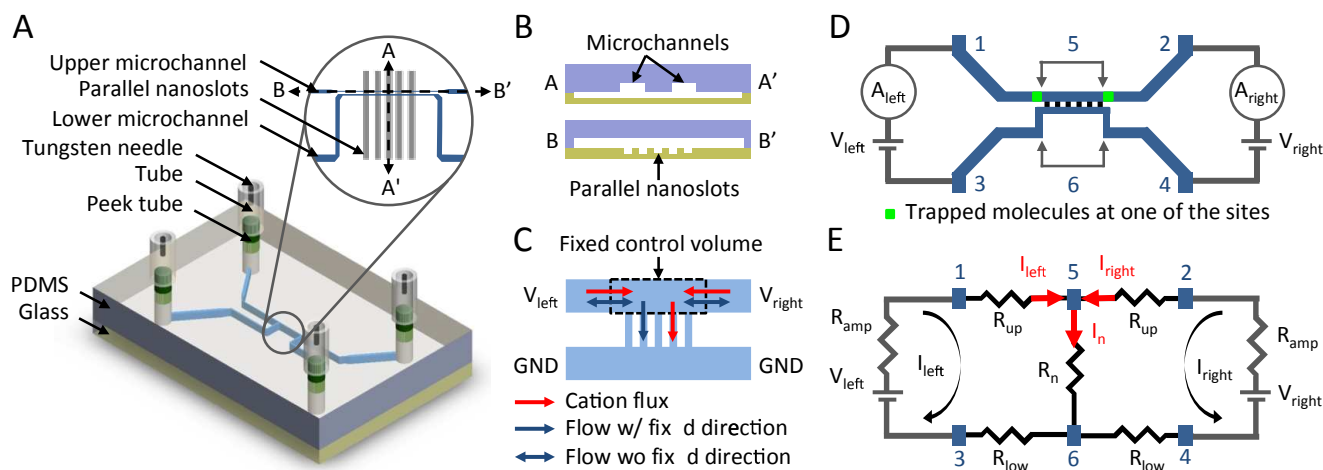 A
Upper microchannel
Parallel nanoslots
Lower microchannel
Tungsten needle
Tube
Peek tube
PDMS
Glass
A
B
B'
A'
B
Microchannels
A
A'
B
B'
Parallel nanoslots
C
Fixed control volume
V_left
V_right
GND
GND
Cation flux
Flow w/ fix d direction
Flow wo fix d direction
D
1
5
2
A_left
A_right
V_left
V_right
3
6
4
Trapped molecules at one of the sites
E
1
I_left
5
I_right
2
R_up
R_up
R_amp
I_n
R_amp
V_left
I_left
R_n
I_right
V_right
3
R_low
6
R_low
4